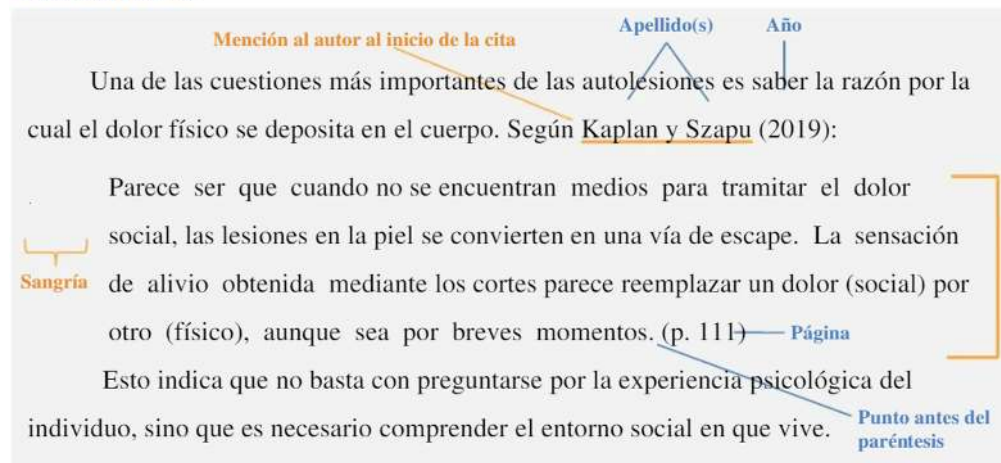 Mención al autor al inicio de la cita
Apellido(s)
Año
Una de las cuestiones más importantes de las autolesiones es saber la razón por la
cual el dolor físico se deposita en el cuerpo. Según Kaplan y Szapu (2019):
Parece ser que cuando no se encuentran medios para tramitar el dolor
social, las lesiones en la piel se convierten en una vía de escape. La sensación
Sangría
de alivio obtenida mediante los cortes parece reemplazar un dolor (social) por
otro (físico), aunque sea por breves momentos. (p. 111)
Página
Esto indica que no basta con preguntarse por la experiencia psicológica del
individuo, sino que es necesario comprender el entorno social en que vive.
Punto antes del
paréntesis